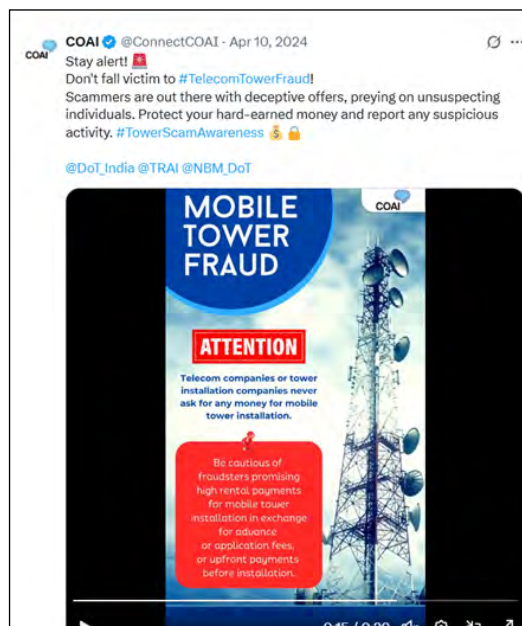 COAI @ConnectCOAI · Apr 10, 2024
COAI
Stay alert! 🚨
Don't fall victim to #TelecomTowerFraud!
Scammers are out there with deceptive offers, preying on unsuspecting
individuals. Protect your hard-earned money and report any suspicious
activity. #TowerScamAwareness 💰 🔒
@DoT_India @TRAI @NBM_DoT
MOBILE
TOWER
FRAUD
COAI
ATTENTION
Telecom companies or tower
installation companies never
ask for any money for mobile
tower installation.
Be cautious of
fraudsters promising
high rental payments
for mobile tower
installation in exchange
for advance
or application fees,
or upfront payments
before installation.